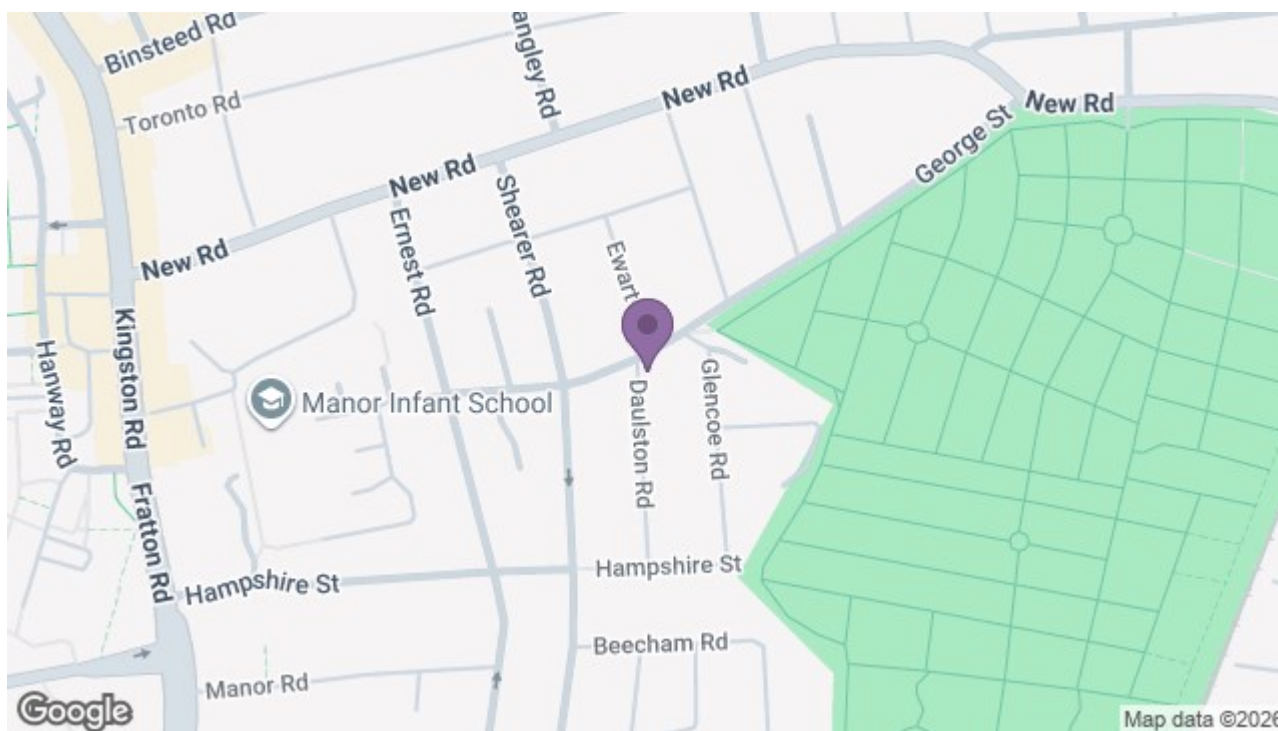 Binsteed Rd
angley Rd
New Rd
New Rd
Toronto Rd
George St
New Rd
Shearer Rd
Ernest Rd
Ewart
New Rd
Kingston Rd
Hanway Rd
Manor Infant School
Daulston Rd
Glencoe Rd
Fratton Rd
Hampshire St
Hampshire St
Beecham Rd
Manor Rd
Google
Map data ©2026